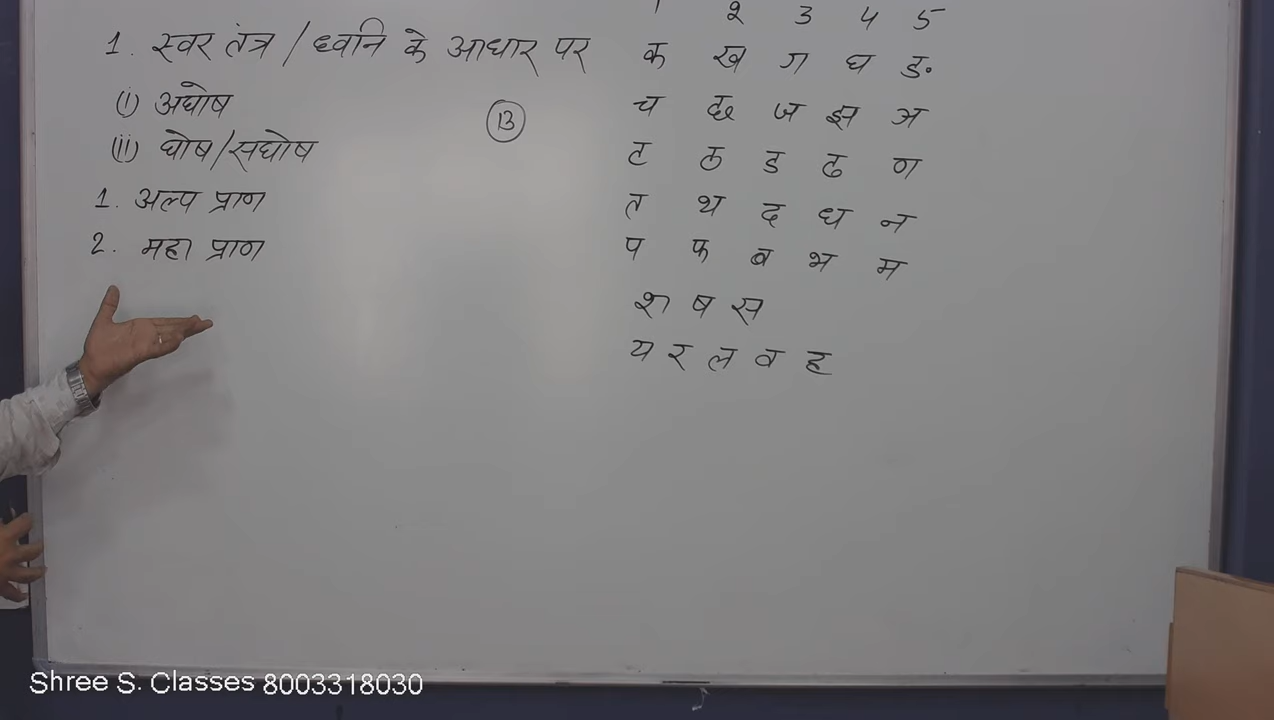 1. स्वर तंत्र / ध्वनि के आधार पर
(i) अघोष
(ii) घोष/सघोष
1. अल्प प्राण
2. महा प्राण
13
1 २ 3 4 5
क ख ग घ ङ
च छ ज झ ञ
ट ठ ड ढ ण
त थ द ध न
प फ ब भ म
श ष स
य र ल व ह
Shree S. Classes 8003318030